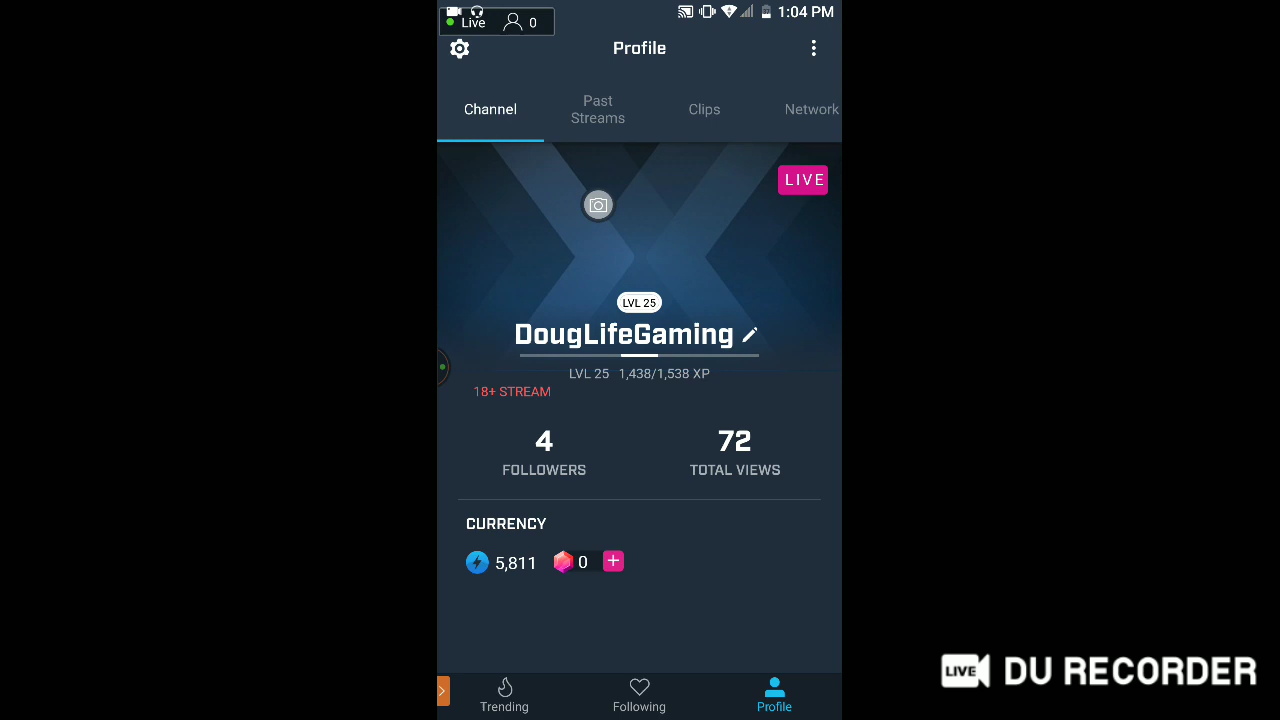 Live 0
1:04 PM
Profile
Channel
Past
Streams
Clips
Network
LIVE
LVL 25
DougLifeGaming
LVL 25 1,438/1,538 XP
18+ STREAM
4
FOLLOWERS
72
TOTAL VIEWS
CURRENCY
5,811
0 +
Trending
Following
Profile
LIVE DU RECORDER